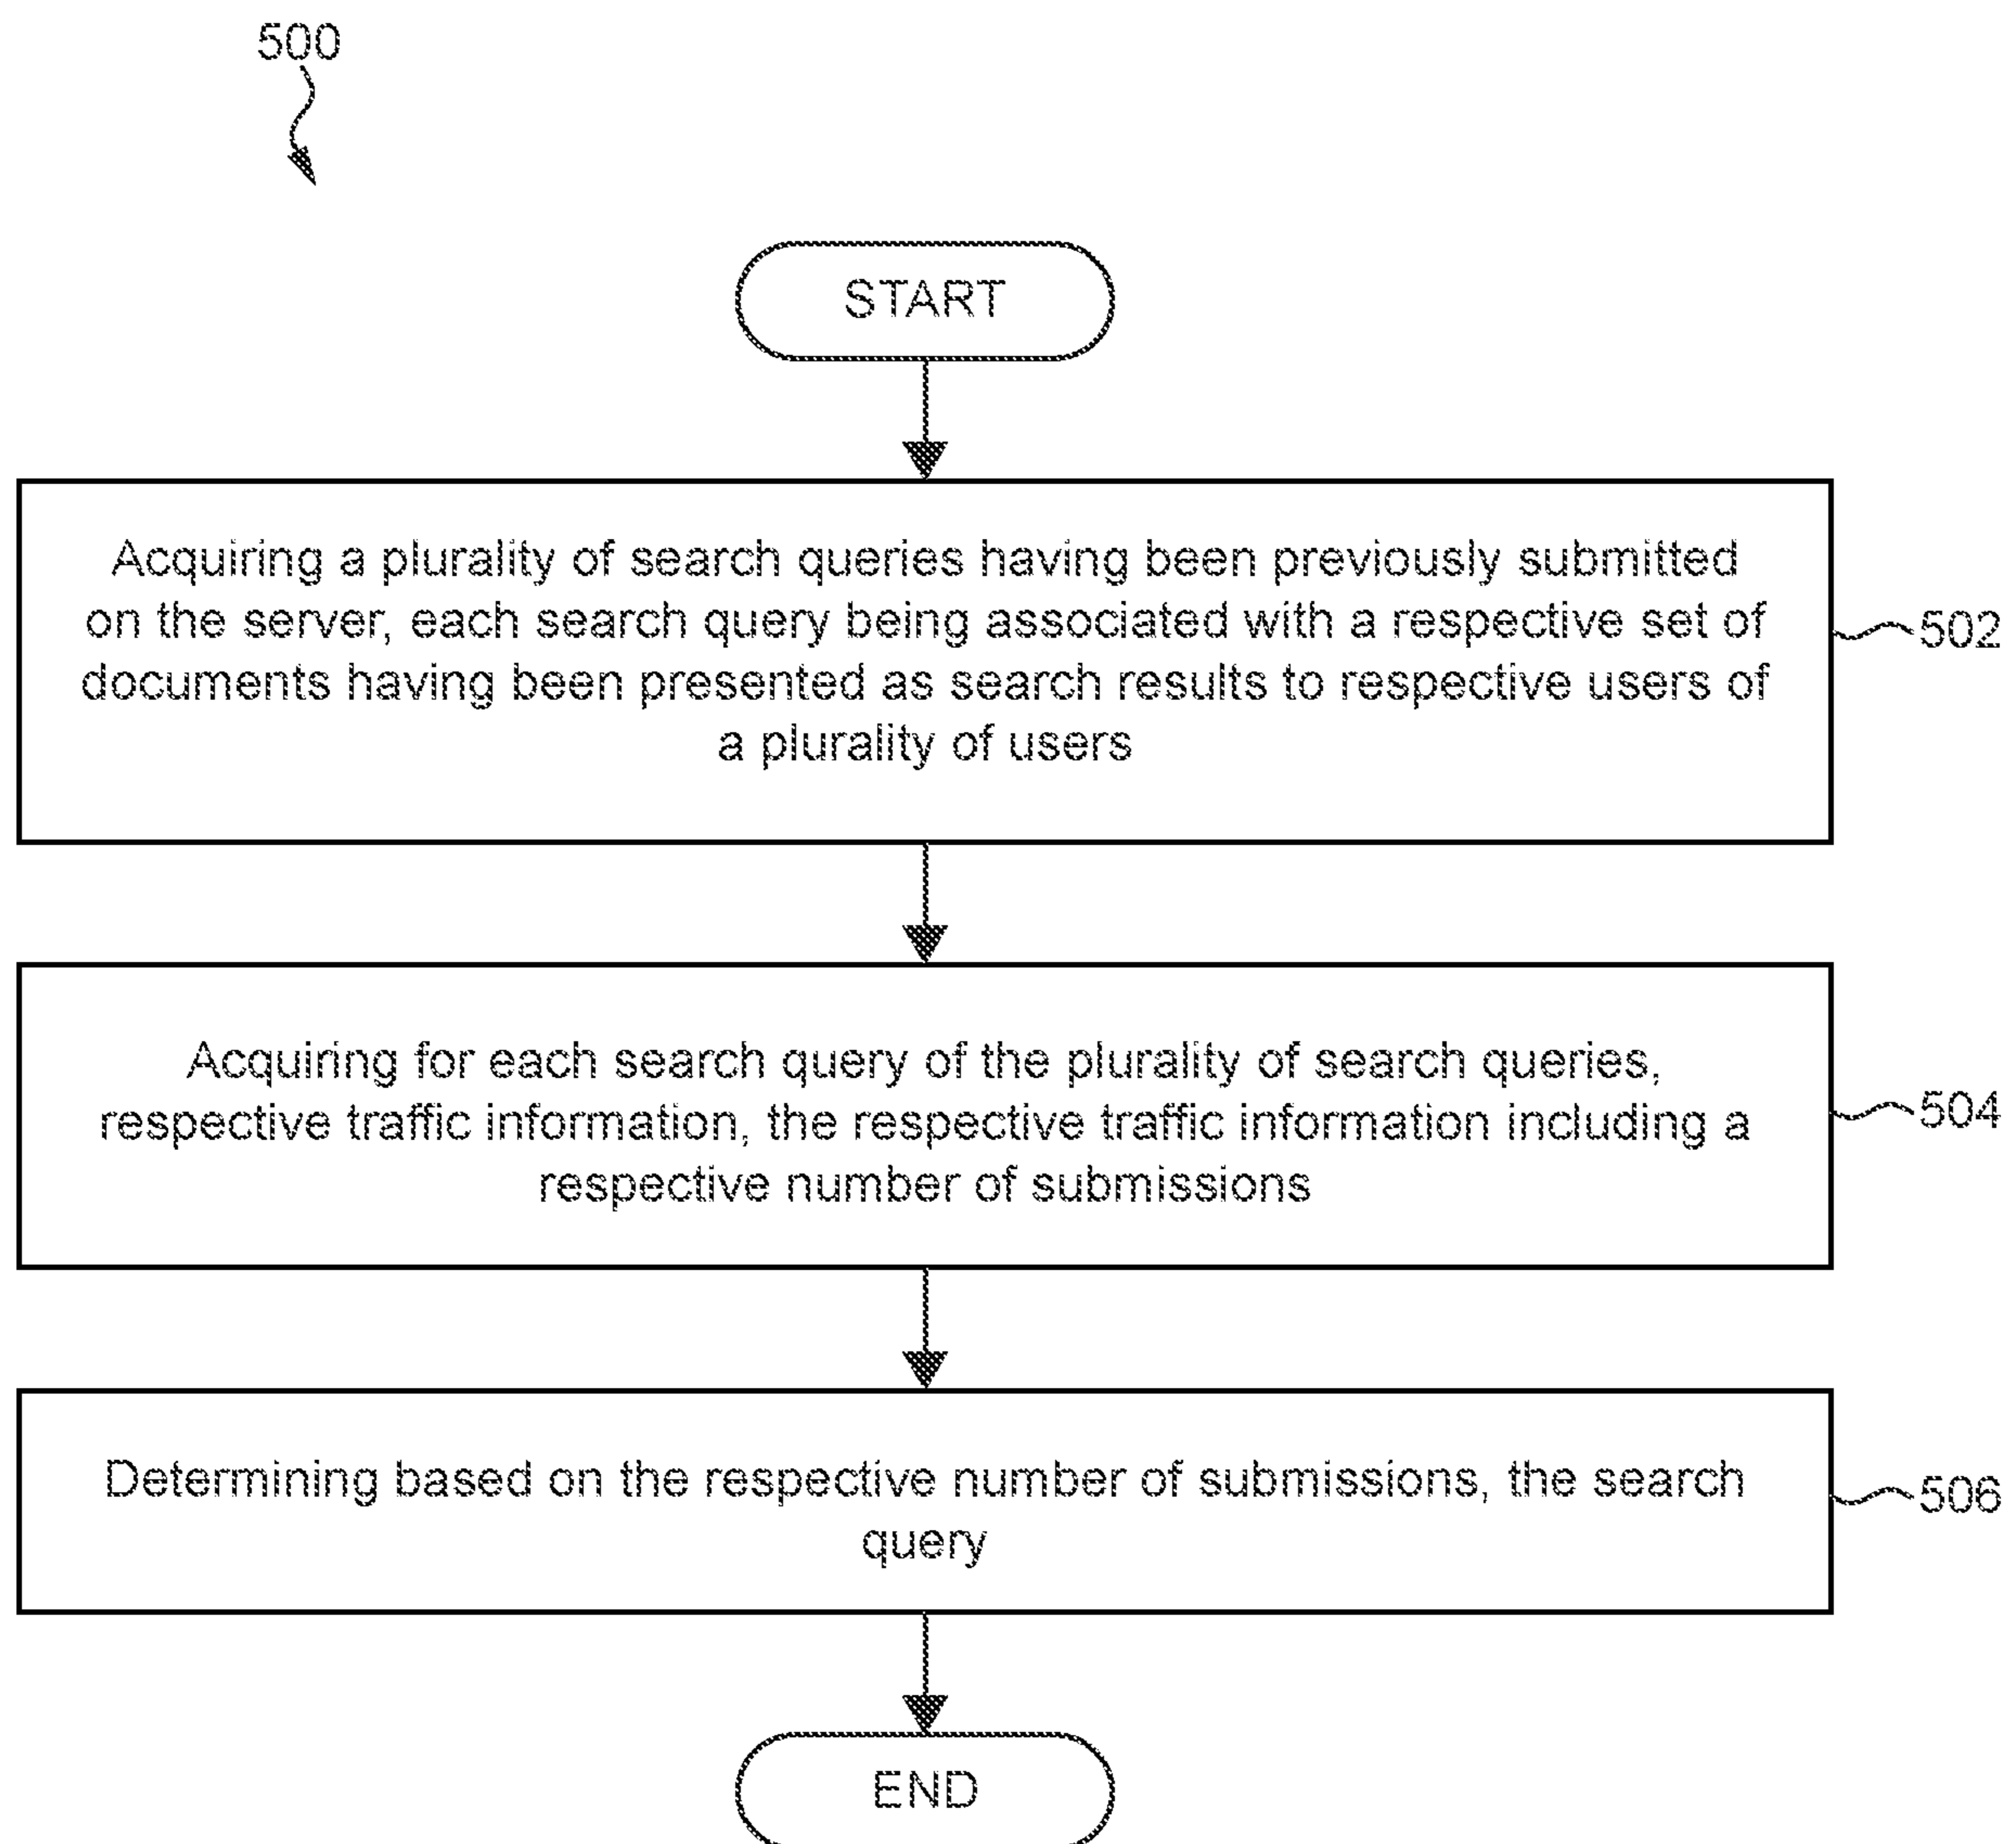 500
START
Acquiring a plurality of search queries having been previously submitted
on the server, each search query being associated with a respective set of
documents having been presented as search results to respective users of
a plurality of users
502
Acquiring for each search query of the plurality of search queries,
respective traffic information, the respective traffic information including a
respective number of submissions
504
Determining based on the respective number of submissions, the search
query
506
END